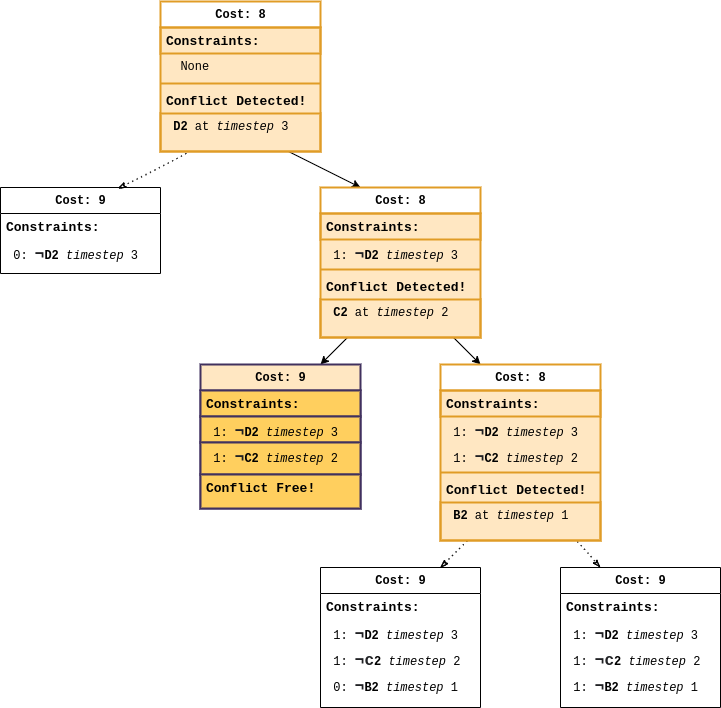 Cost: 8
Constraints:
None
Conflict Detected!
D2 at timestep 3
Cost: 9
Constraints:
0: ¬D2 timestep 3
Cost: 8
Constraints:
1: ¬D2 timestep 3
Conflict Detected!
C2 at timestep 2
Cost: 9
Constraints:
1: ¬D2 timestep 3
1: ¬C2 timestep 2
Conflict Free!
Cost: 8
Constraints:
1: ¬D2 timestep 3
1: ¬C2 timestep 2
Conflict Detected!
B2 at timestep 1
Cost: 9
Constraints:
1: ¬D2 timestep 3
1: ¬C2 timestep 2
0: ¬B2 timestep 1
Cost: 9
Constraints:
1: ¬D2 timestep 3
1: ¬C2 timestep 2
1: ¬B2 timestep 1